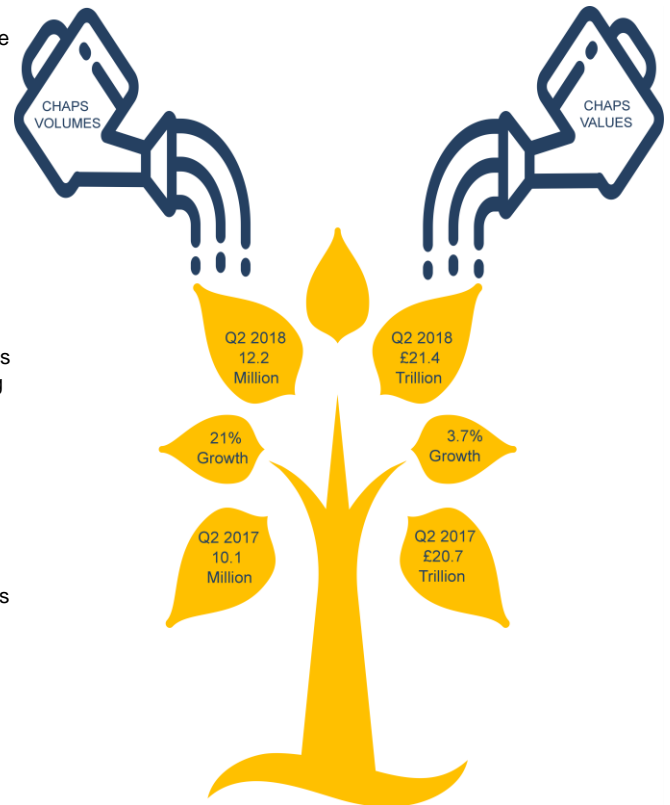 e
CHAPS
VOLUMES
CHAPS
VALUES
Q2 2018
12.2
Million
Q2 2018
£21.4
Trillion
s
g
21%
Growth
3.7%
Growth
Q2 2017
10.1
Million
Q2 2017
£20.7
Trillion
s